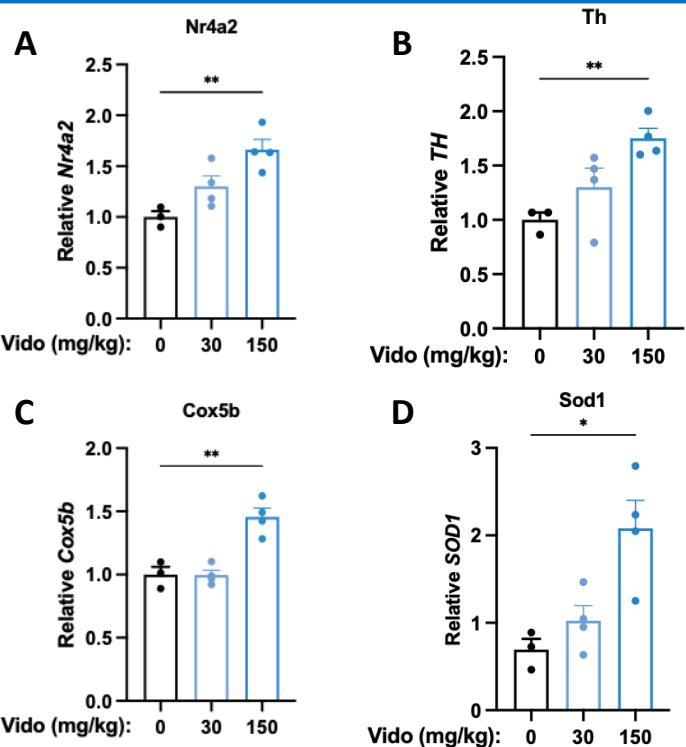 A
Nr4a2
**
Relative Nr4a2
2.5
2.0
1.5
1.0
0.5
0.0
Vido (mg/kg): 0 30 150
B
Th
**
Relative TH
2.5
2.0
1.5
1.0
0.5
0.0
Vido (mg/kg): 0 30 150
C
Cox5b
**
Relative Cox5b
2.0
1.5
1.0
0.5
0.0
Vido (mg/kg): 0 30 150
D
Sod1
*
Relative SOD1
3
2
1
0
Vido (mg/kg): 0 30 150